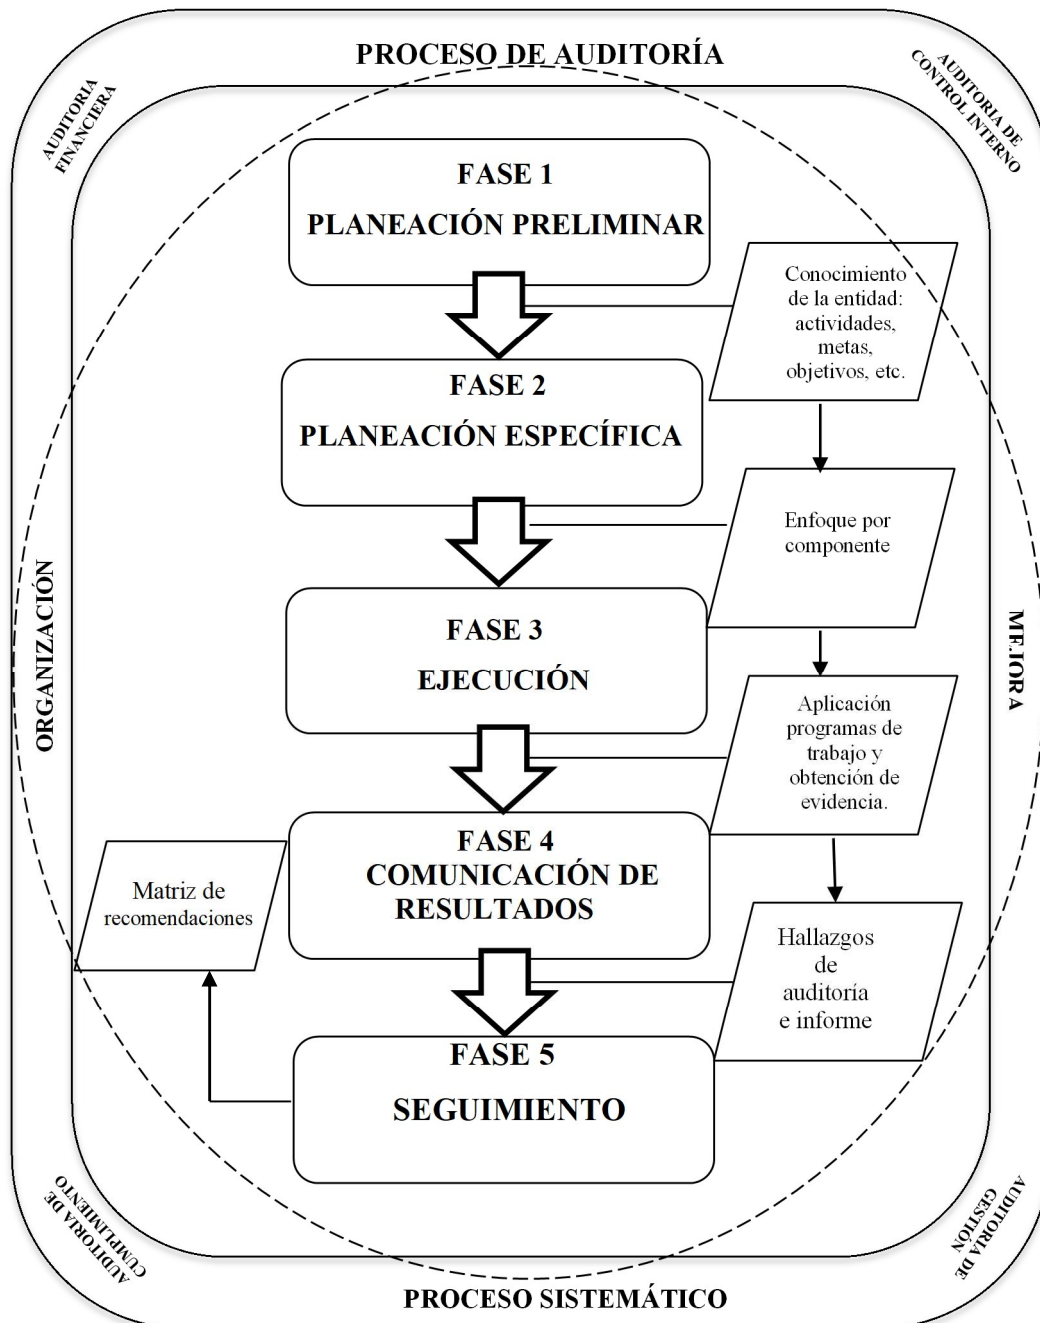 PROCESO DE AUDITORÍA
AUDITORIA
FINANCIERA
AUDITORIA DE
CONTROL INTERNO
FASE 1
PLANEACIÓN PRELIMINAR
Conocimiento
de la entidad:
actividades,
metas,
objetivos, etc.
FASE 2
PLANEACIÓN ESPECÍFICA
Enfoque por
componente
ORGANIZACIÓN
MEJORA
FASE 3
EJECUCIÓN
Aplicación
programas de
trabajo y
obtención de
evidencia.
FASE 4
COMUNICACIÓN DE
RESULTADOS
Matriz de
recomendaciones
Hallazgos
de
auditoría
e informe
FASE 5
SEGUIMIENTO
AUDITORIA DE
CUMPLIMIENTO
AUDITORÍA DE
GESTIÓN
PROCESO SISTEMÁTICO